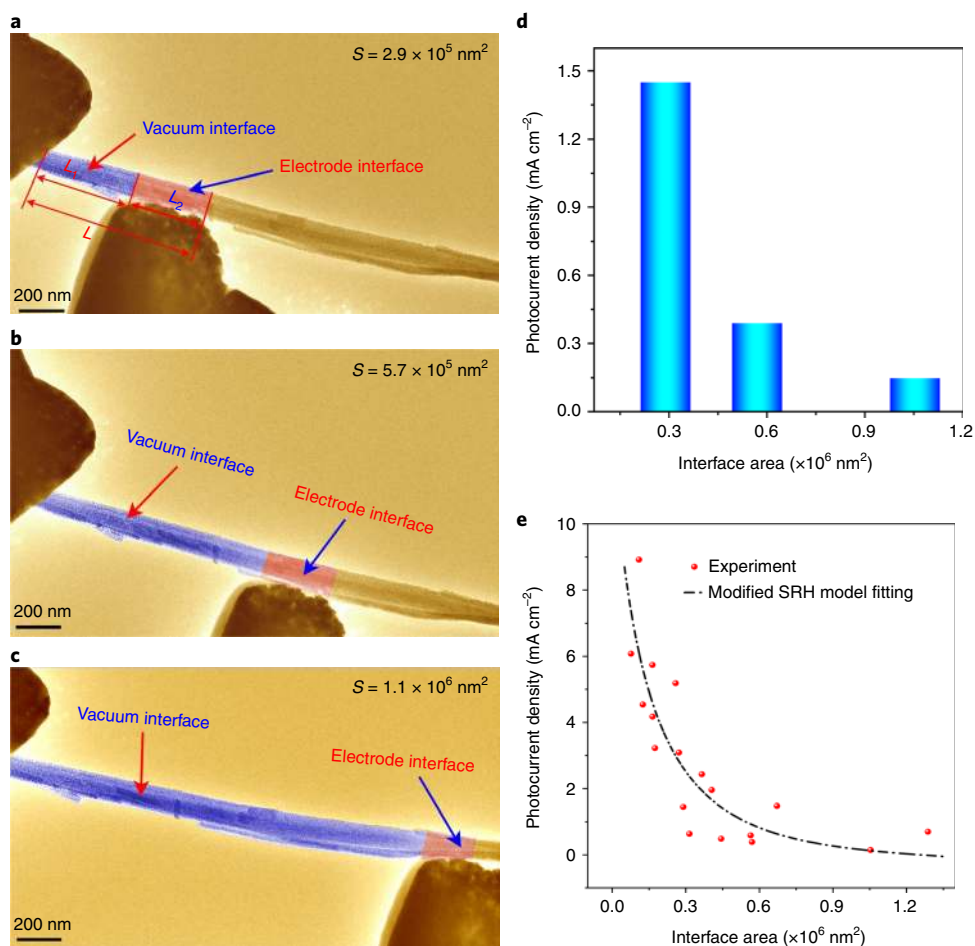 a
S = 2.9 × 10⁵ nm²
Vacuum interface
Electrode interface
L₁
L₂
L
200 nm
b
S = 5.7 × 10⁵ nm²
Vacuum interface
Electrode interface
200 nm
c
S = 1.1 × 10⁶ nm²
Vacuum interface
Electrode interface
200 nm
d
Photocurrent density (mA cm⁻²)
1.5
1.2
0.9
0.6
0.3
0.0
0.3 0.6 0.9 1.2
Interface area (×10⁶ nm²)
e
Photocurrent density (mA cm⁻²)
10
8
6
4
2
0
Experiment
Modified SRH model fitting
0.0 0.3 0.6 0.9 1.2
Interface area (×10⁶ nm²)